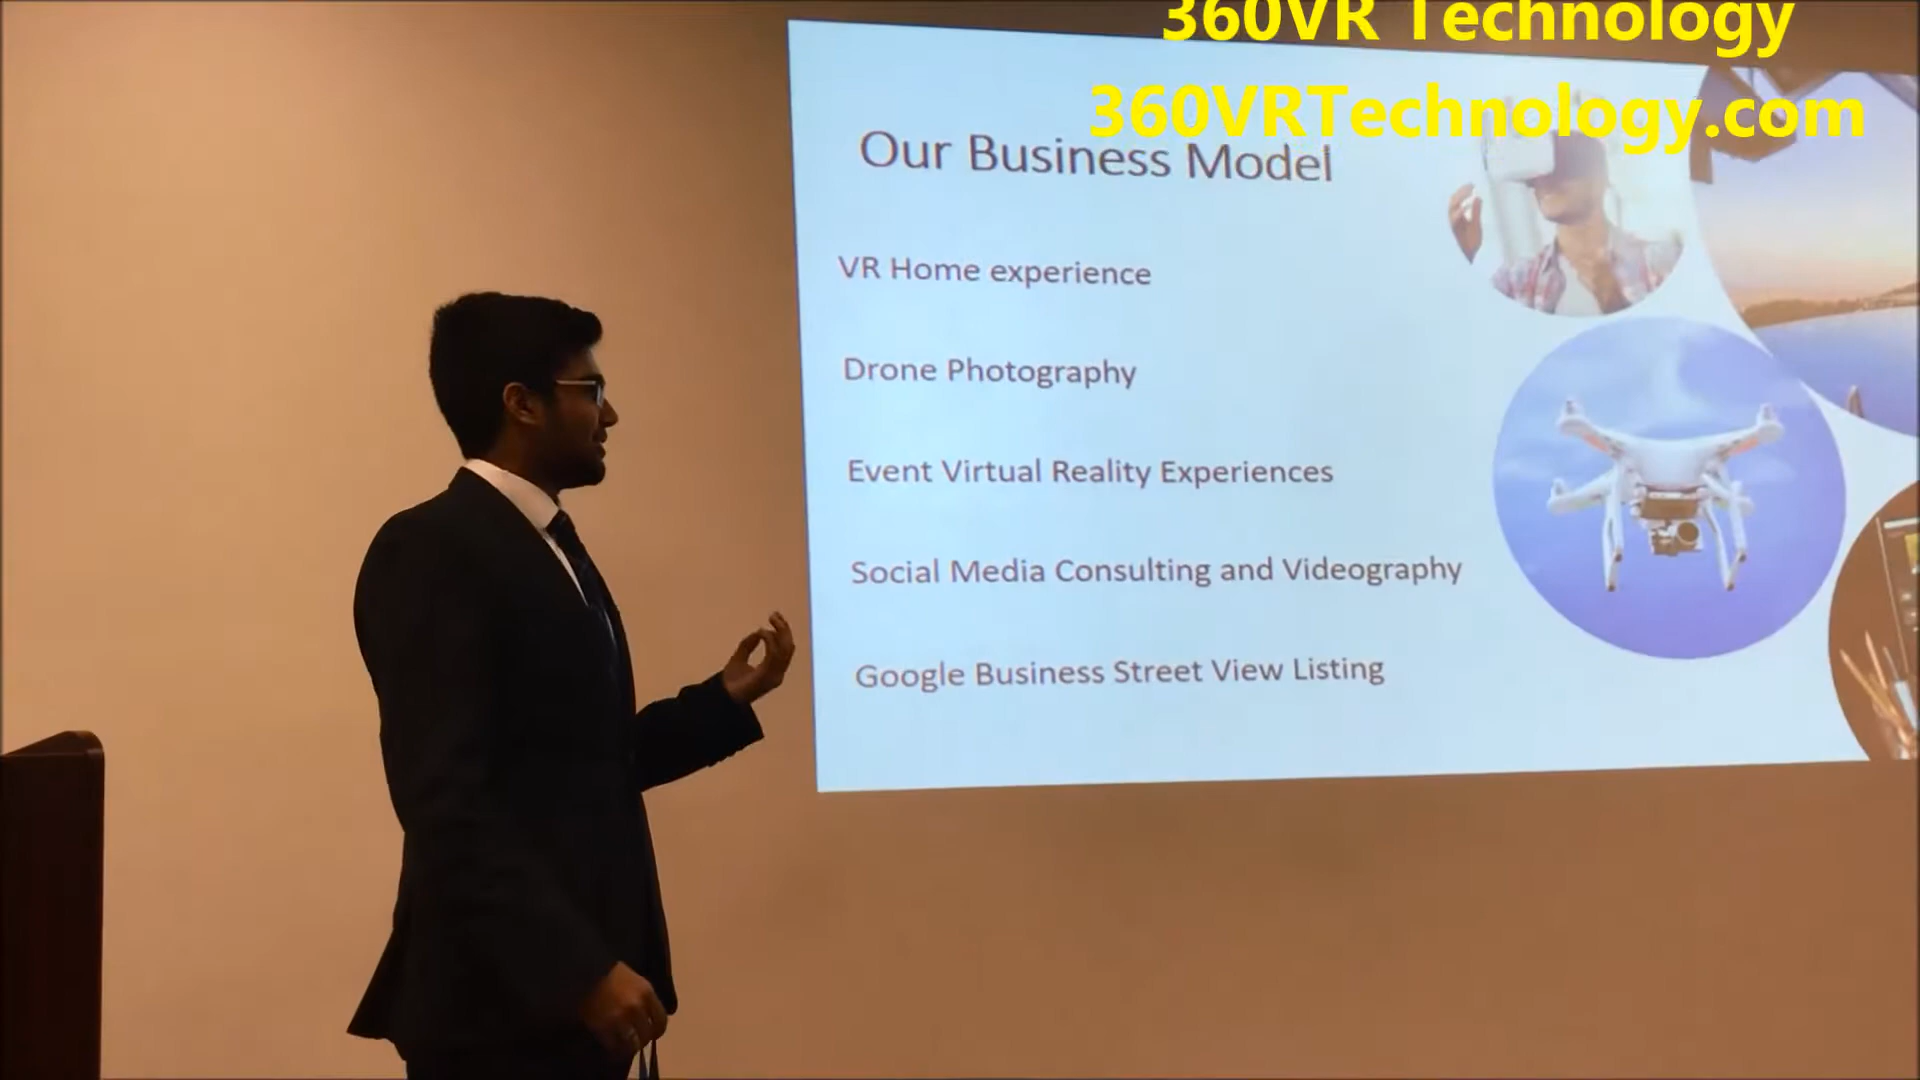 360VR Technology
360VRTechnology.com
Our Business Model
VR Home experience
Drone Photography
Event Virtual Reality Experiences
Social Media Consulting and Videography
Google Business Street View Listing